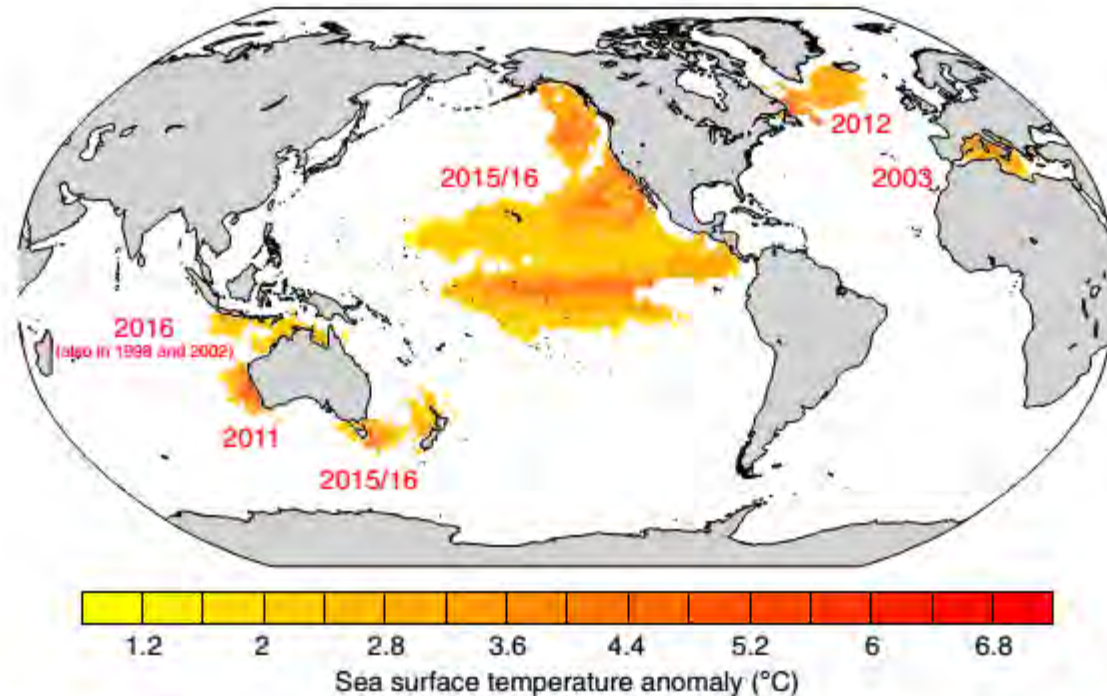 2012
2015/16
2003
2016
(also in 1998 and 2002)
2011
2015/16
1.2 2 2.8 3.6 4.4 5.2 6 6.8
Sea surface temperature anomaly (°C)